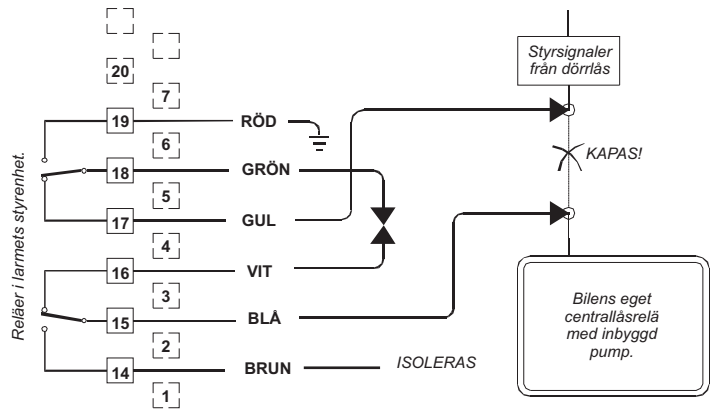 Styrsignaler
från dörrlås
20
7
19
RÖD
6
18
GRÖN
KAPAS!
5
17
GUL
4
16
VIT
3
15
BLÅ
2
14
BRUN
ISOLERAS
1
Reläer i larmets styrenhet.
Bilens eget
centrallåsrelä
med inbyggd
pump.